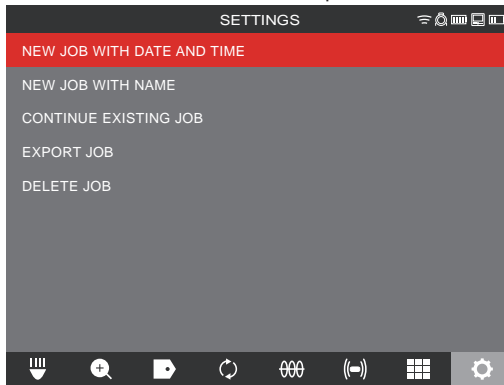 SETTINGS
NEW JOB WITH DATE AND TIME
NEW JOB WITH NAME
CONTINUE EXISTING JOB
EXPORT JOB
DELETE JOB